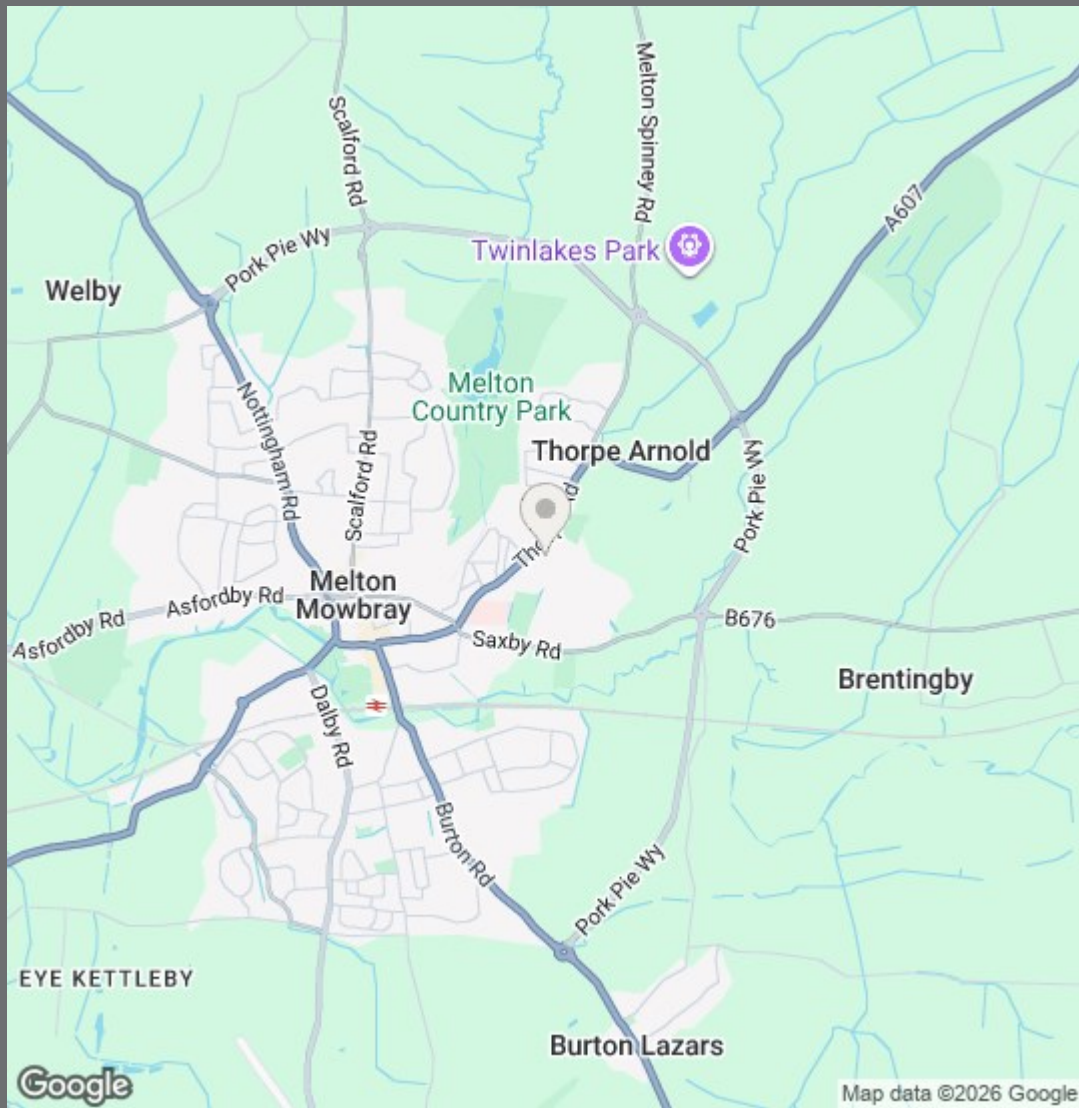 Scalford Rd
Melton Spinney Rd
A607
Twinlakes Park
Pork Pie Wy
Welby
Melton
Country Park
Nottingham Rd
Scalford Rd
Thorpe Arnold
Pork Pie Wy
Melton
Mowbray
Asfordby Rd
Asfordby Rd
Saxby Rd
B676
Brentingby
Dalby Rd
Burton Rd
Pork Pie Wy
EYE KETTLEBY
Burton Lazars
Google
Map data ©2026 Google